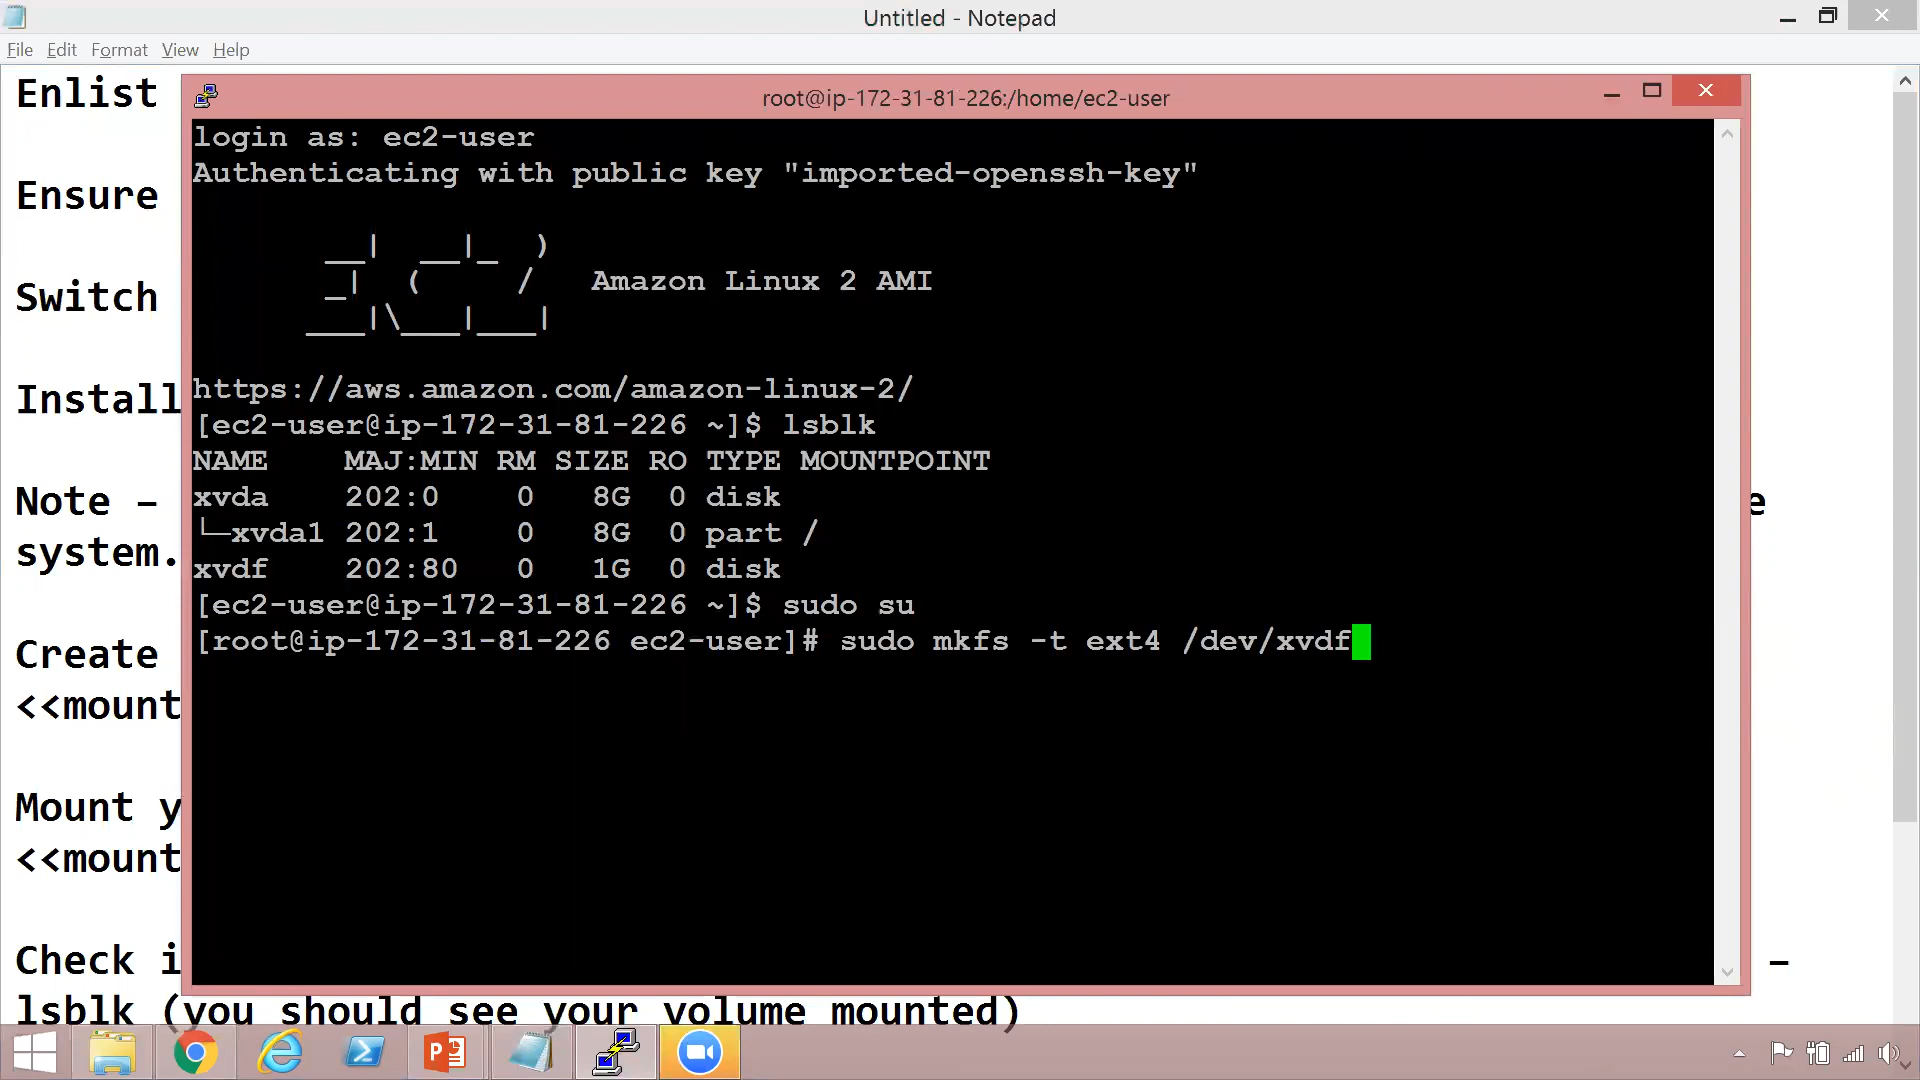 Untitled - Notepad
File Edit Format View Help
Enlist
Ensure
Switch
Install
Note –
e
system.
Create
<<mount
Mount y
<<mount
Check i
–
lsblk (you should see your volume mounted)
root@ip-172-31-81-226:/home/ec2-user
login as: ec2-user
Authenticating with public key "imported-openssh-key"
__|  __|_  )
_|  (     /   Amazon Linux 2 AMI
___|\___|___|
https://aws.amazon.com/amazon-linux-2/
[ec2-user@ip-172-31-81-226 ~]$ lsblk
NAME    MAJ:MIN RM SIZE RO TYPE MOUNTPOINT
xvda    202:0    0   8G  0 disk
└─xvda1 202:1    0   8G  0 part /
xvdf    202:80   0   1G  0 disk
[ec2-user@ip-172-31-81-226 ~]$ sudo su
[root@ip-172-31-81-226 ec2-user]# sudo mkfs -t ext4 /dev/xvdf